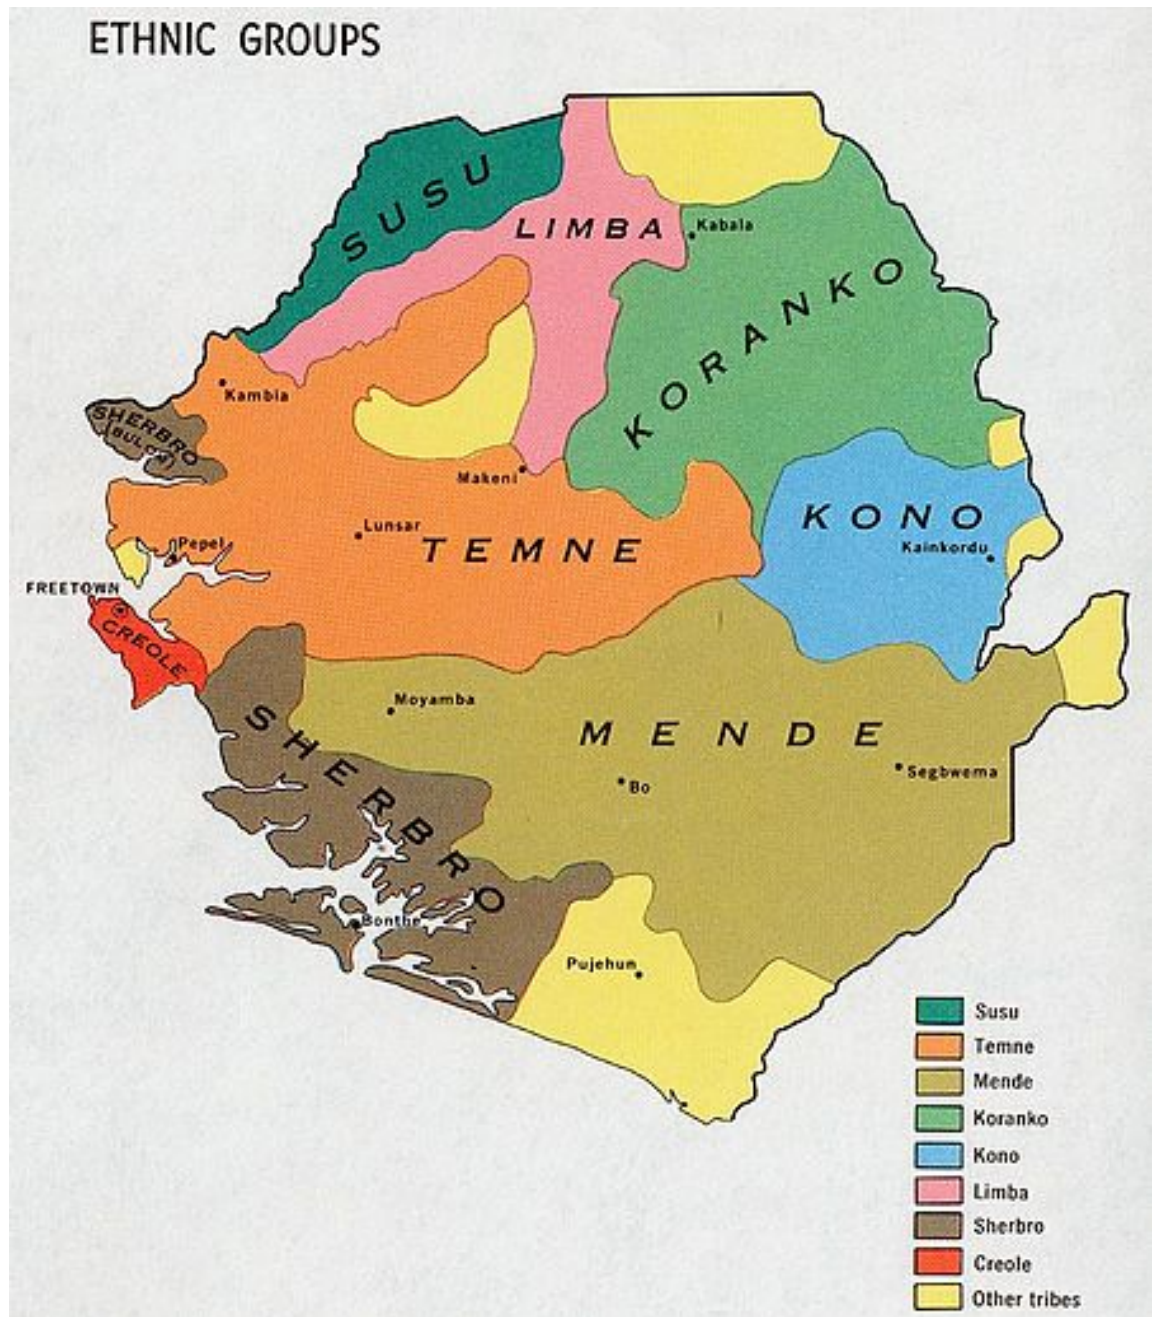 ETHNIC GROUPS
SUSU
LIMBA
Kabala
KORANKO
Kambia
SHERBRO
(BULOM)
Makeni
Lunsar
TEMNE
KONO
Kainkordu
Pepel
FREETOWN
CREOLE
Moyamba
MENDE
SHERBRO
Bo
Segbwema
Bonthe
Pujehun
Susu
Temne
Mende
Koranko
Kono
Limba
Sherbro
Creole
Other tribes